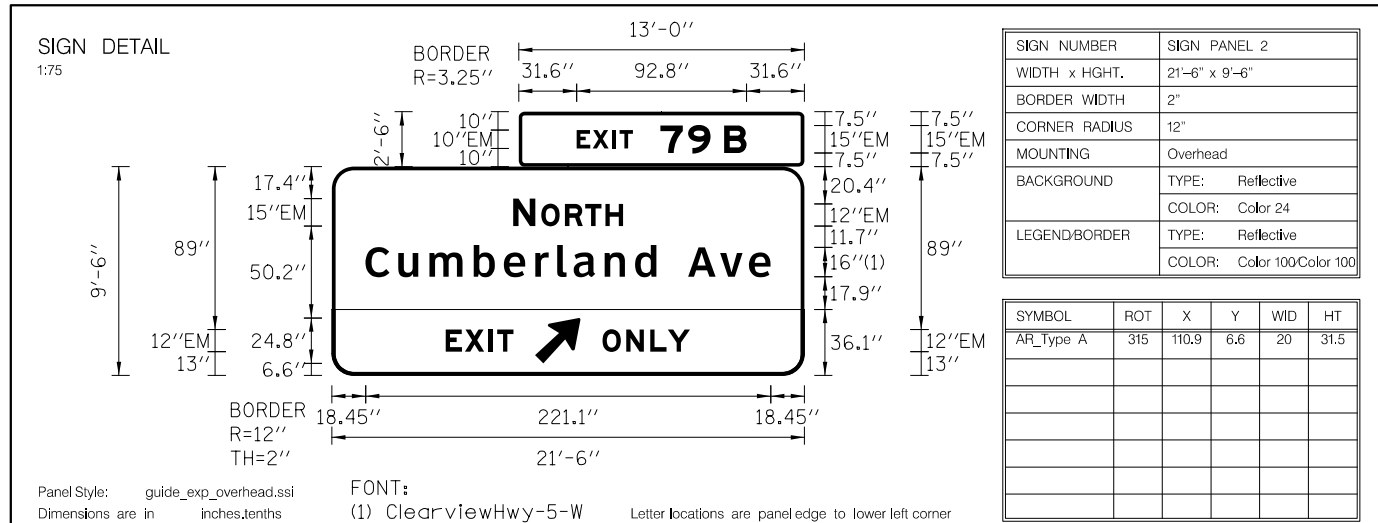 SIGN DETAIL
1:75
BORDER
R=3.25''
13'-0''
31.6'' 92.8'' 31.6''
2'-6''
10''
10''EM
10''
EXIT 79 B
7.5''
15''EM
7.5''
7.5''
15''EM
7.5''
9'-6''
89''
12''EM
13''
17.4''
15''EM
50.2''
24.8''
6.6''
NORTH
Cumberland Ave
EXIT ONLY
20.4''
12''EM
11.7''
16''(1)
17.9''
36.1''
89''
12''EM
13''
BORDER
R=12''
TH=2''
18.45'' 221.1'' 18.45''
21'-6''
Panel Style: guide_exp_overhead.ssi
Dimensions are in inches.tenths
FONT:
(1) ClearviewHwy-5-W
Letter locations are panel edge to lower left corner
SIGN NUMBER SIGN PANEL 2
WIDTH x HGHT. 21'–6" x 9'–6"
BORDER WIDTH 2"
CORNER RADIUS 12"
MOUNTING Overhead
BACKGROUND TYPE: Reflective
COLOR: Color 24
LEGEND/BORDER TYPE: Reflective
COLOR: Color 100/Color 100
SYMBOL ROT X Y WID HT
AR_Type A 315 110.9 6.6 20 31.5